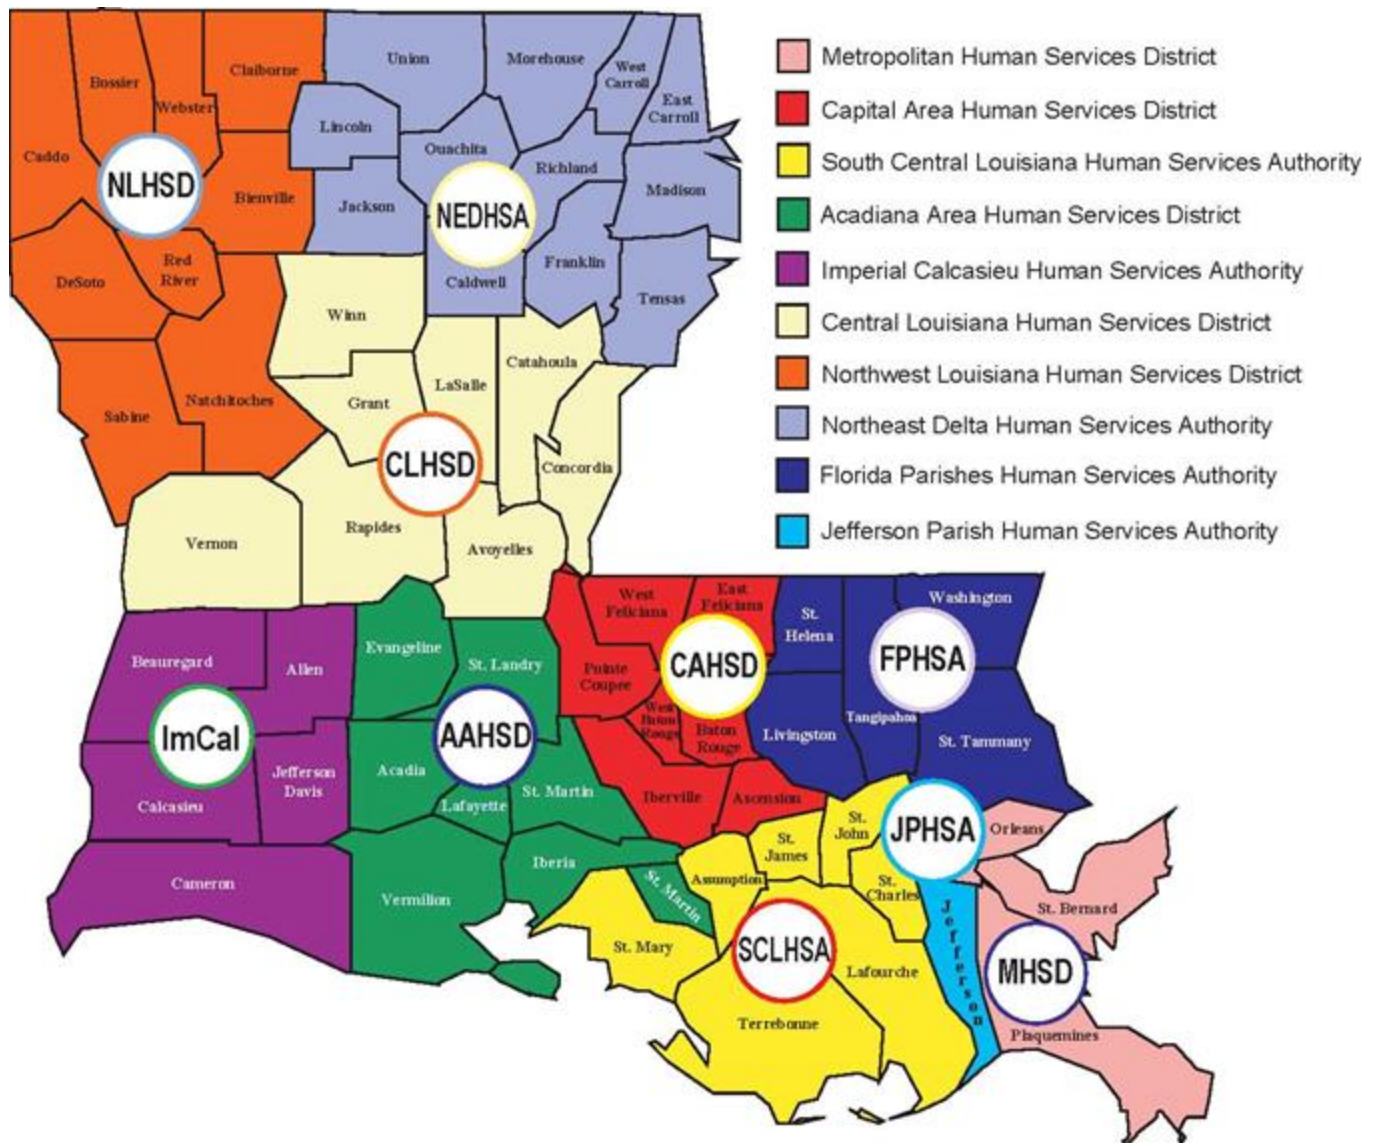 Metropolitan Human Services District
Capital Area Human Services District
South Central Louisiana Human Services Authority
Acadiana Area Human Services District
Imperial Calcasieu Human Services Authority
Central Louisiana Human Services District
Northwest Louisiana Human Services District
Northeast Delta Human Services Authority
Florida Parishes Human Services Authority
Jefferson Parish Human Services Authority
Caddo
Bossier
Webster
Claiborne
NLHSD
Bienville
DeSoto
Red
River
Sabine
Natchitoches
Union
Morehouse
West
Carroll
East
Carroll
Lincoln
Ouachita
Richland
Madison
Jackson
NEDHSA
Caldwell
Franklin
Tensas
Winn
Grant
LaSalle
Catahoula
Concordia
CLHSD
Vernon
Rapides
Avoyelles
Beauregard
Allen
ImCal
Calcasieu
Jefferson
Davis
Cameron
Evangeline
St. Landry
AAHSD
Acadia
Lafayette
St. Martin
Vermilion
Iberia
St. Martin
West
Feliciana
East
Feliciana
Pointe
Coupee
CAHSD
West
Baton
Rouge
Baton
Rouge
Iberville
Ascension
St.
Helena
Washington
FPHSA
Tangipahoa
Livingston
St. Tammany
St.
James
St.
John
Assumption
St.
Charles
St. Mary
SCLHSA
Lafourche
Terrebonne
JPHSA
Jefferson
Orleans
St. Bernard
MHSD
Plaquemines